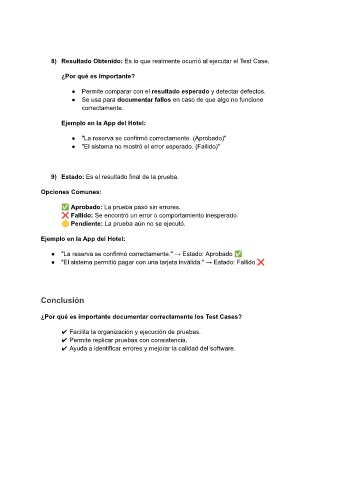 8) Resultado Obtenido: Es lo que realmente ocurrió al ejecutar el Test Case.
¿Por qué es importante?
● Permite comparar con el resultado esperado y detectar defectos.
● Se usa para documentar fallos en caso de que algo no funcione
correctamente.
Ejemplo en la App del Hotel:
● "La reserva se confirmó correctamente. (Aprobado)"
● "El sistema no mostró el error esperado. (Fallido)"
9) Estado: Es el resultado final de la prueba.
Opciones Comunes:
✅ Aprobado: La prueba pasó sin errores.
❌ Fallido: Se encontró un error o comportamiento inesperado.
🟡 Pendiente: La prueba aún no se ejecutó.
Ejemplo en la App del Hotel:
● "La reserva se confirmó correctamente." → Estado: Aprobado ✅
● "El sistema permitió pagar con una tarjeta inválida." → Estado: Fallido ❌
Conclusión
¿Por qué es importante documentar correctamente los Test Cases?
✔ Facilita la organización y ejecución de pruebas.
✔ Permite replicar pruebas con consistencia.
✔ Ayuda a identificar errores y mejorar la calidad del software.